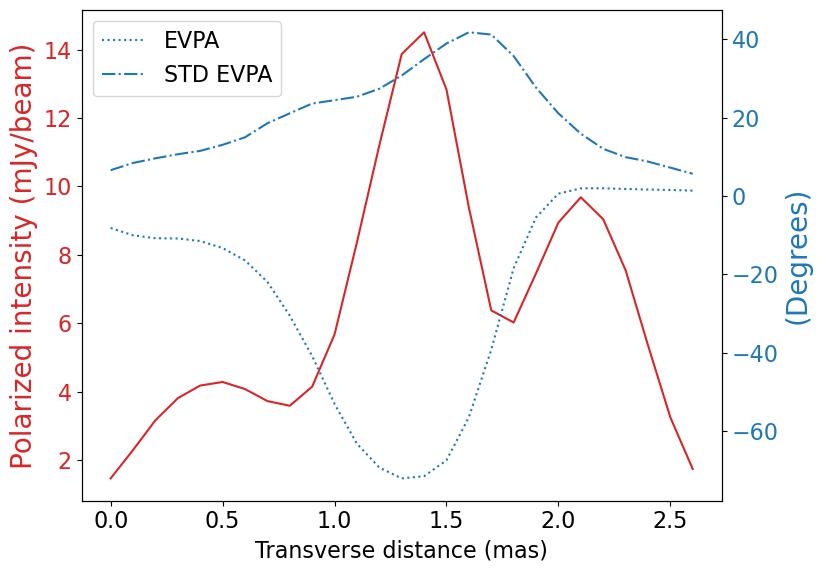 EVPA
STD EVPA
Polarized intensity (mJy/beam)
14
12
10
8
6
4
2
40
20
0
−20
−40
−60
(Degrees)
0.0 0.5 1.0 1.5 2.0 2.5
Transverse distance (mas)